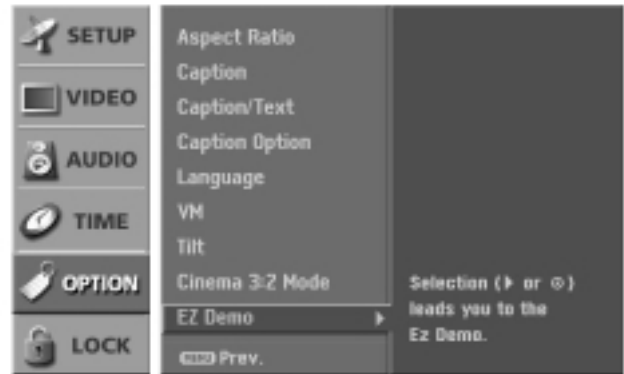 SETUP
VIDEO
AUDIO
TIME
OPTION
LOCK
Aspect Ratio
Caption
Caption/Text
Caption Option
Language
VM
Tilt
Cinema 3:2 Mode
EZ Demo
MENU Prev.
Selection (▶ or ⊙)
leads you to the
Ez Demo.